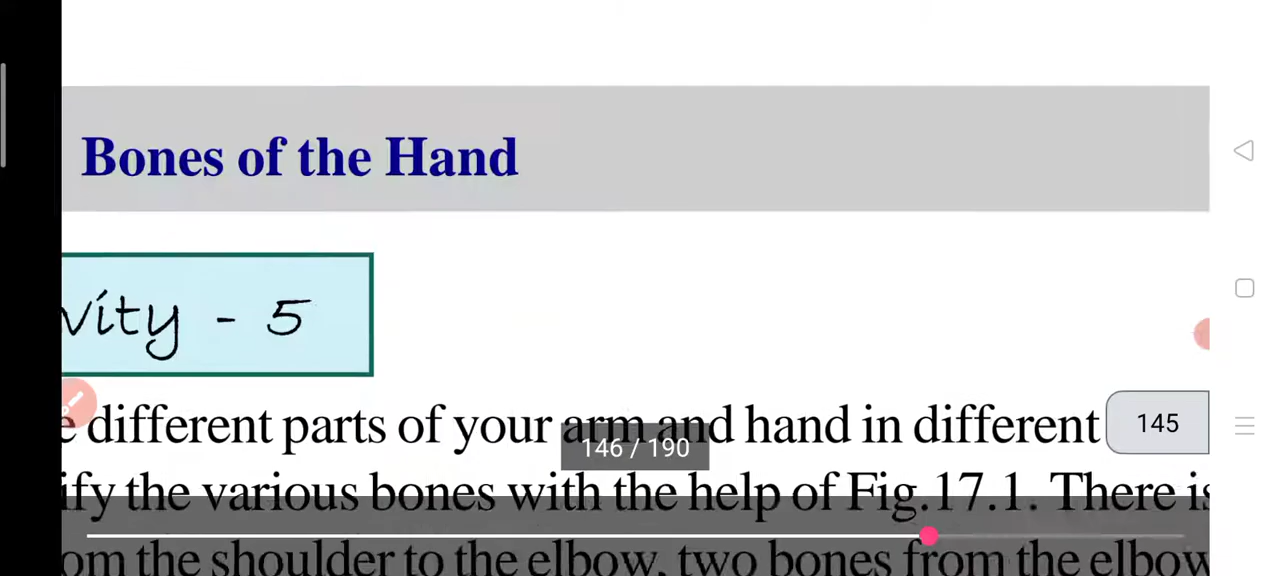 Bones of the Hand
vity - 5
e different parts of your arm and hand in different
145
146 / 190
ify the various bones with the help of Fig.17.1. There is
om the shoulder to the elbow, two bones from the elbow